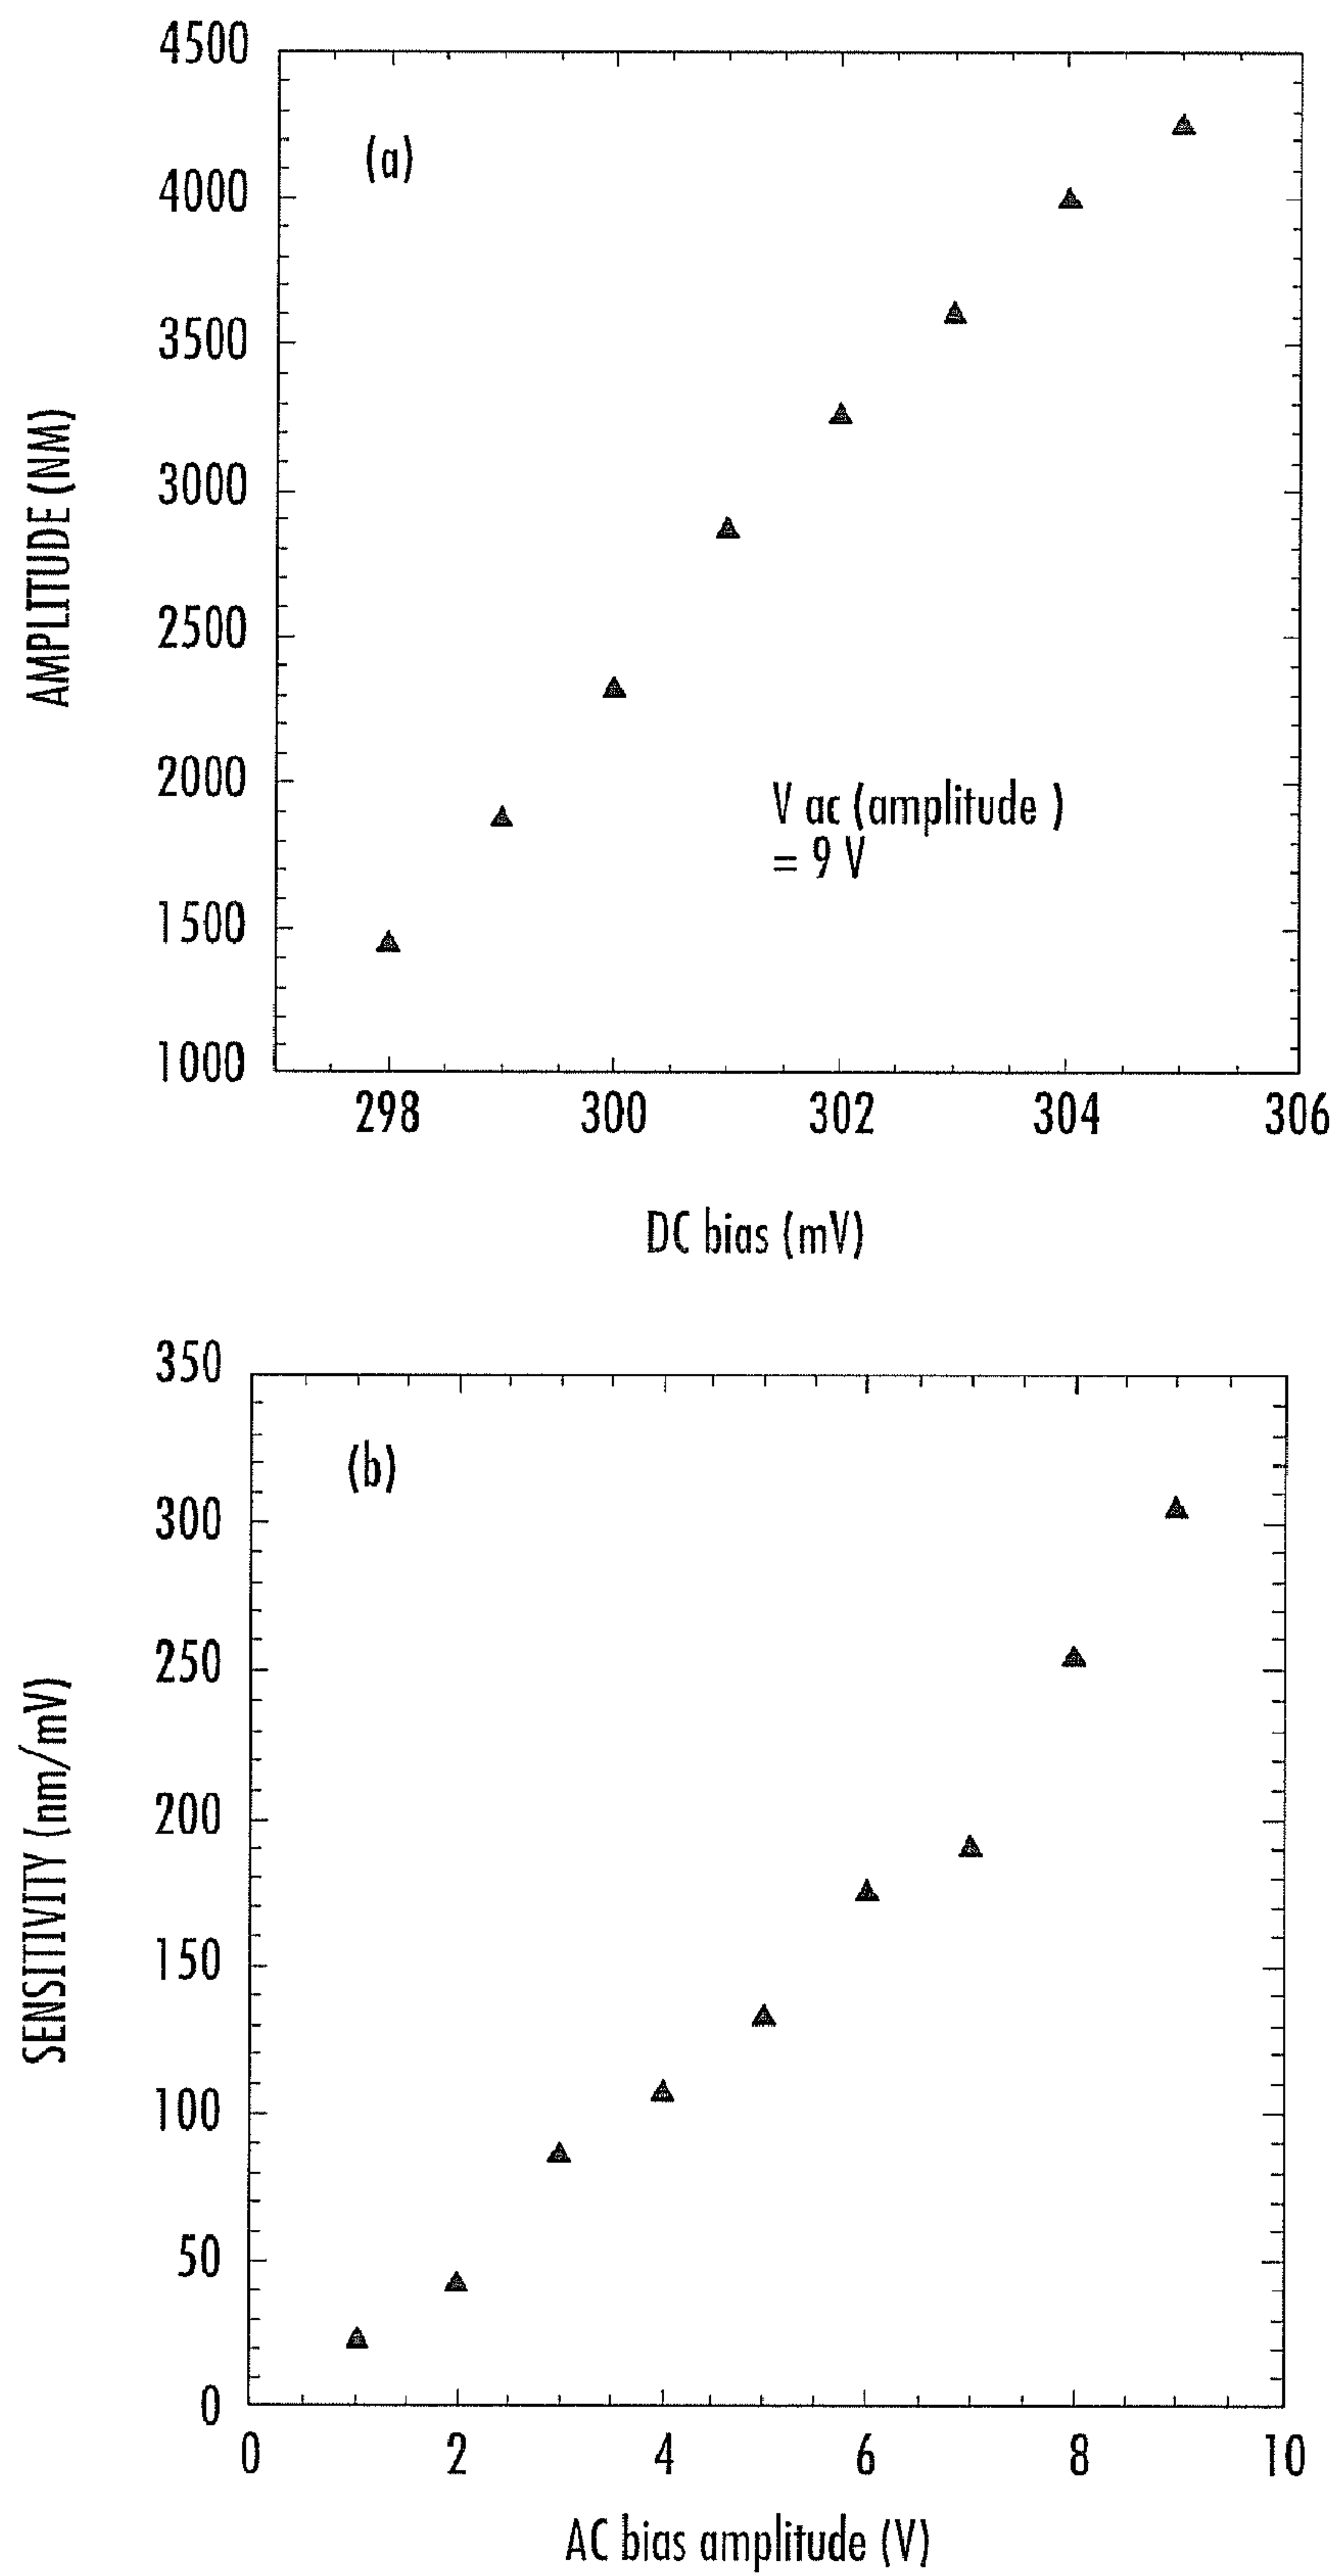 4500
(a)
4000
3500
3000
2500
2000
1500
1000
AMPLITUDE (NM)
V ac (amplitude )
= 9 V
298 300 302 304 306
DC bias (mV)
350
(b)
300
250
200
150
100
50
0
SENSITIVITY (nm/mV)
0 2 4 6 8 10
AC bias amplitude (V)